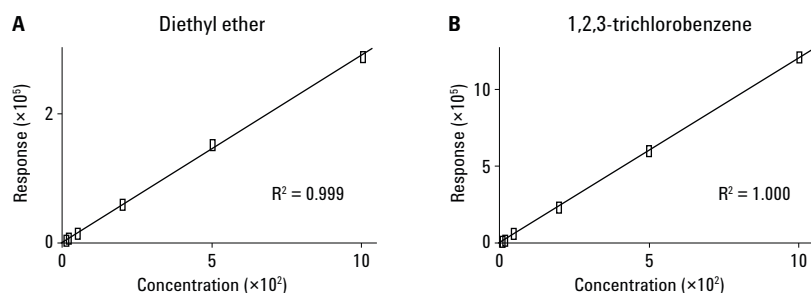 A Diethyl ether
Response (×10⁵)
2
0
R² = 0.999
0 5 10
Concentration (×10²)
B 1,2,3-trichlorobenzene
Response (×10⁵)
10
5
0
R² = 1.000
0 5 10
Concentration (×10²)